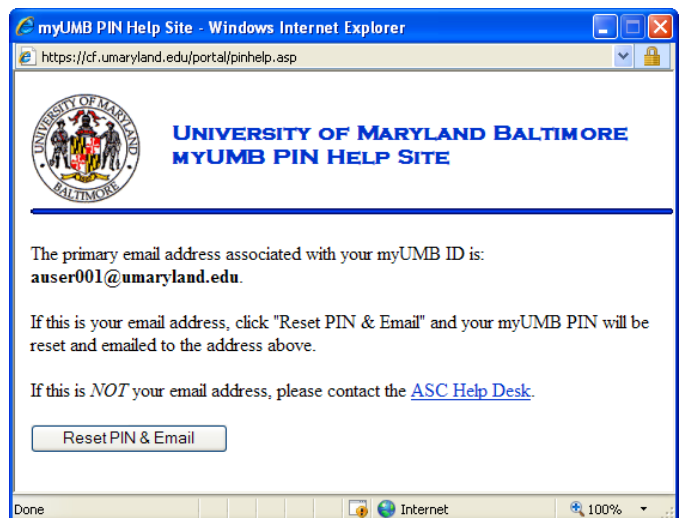 myUMB PIN Help Site - Windows Internet Explorer
https://cf.umaryland.edu/portal/pinhelp.asp
UNIVERSITY OF MARYLAND
BALTIMORE
UNIVERSITY OF MARYLAND BALTIMORE
MYUMB PIN HELP SITE
The primary email address associated with your myUMB ID is:
auser001@umaryland.edu.
If this is your email address, click "Reset PIN & Email" and your myUMB PIN will be
reset and emailed to the address above.
If this is NOT your email address, please contact the ASC Help Desk.
Reset PIN & Email
Done
Internet
100%